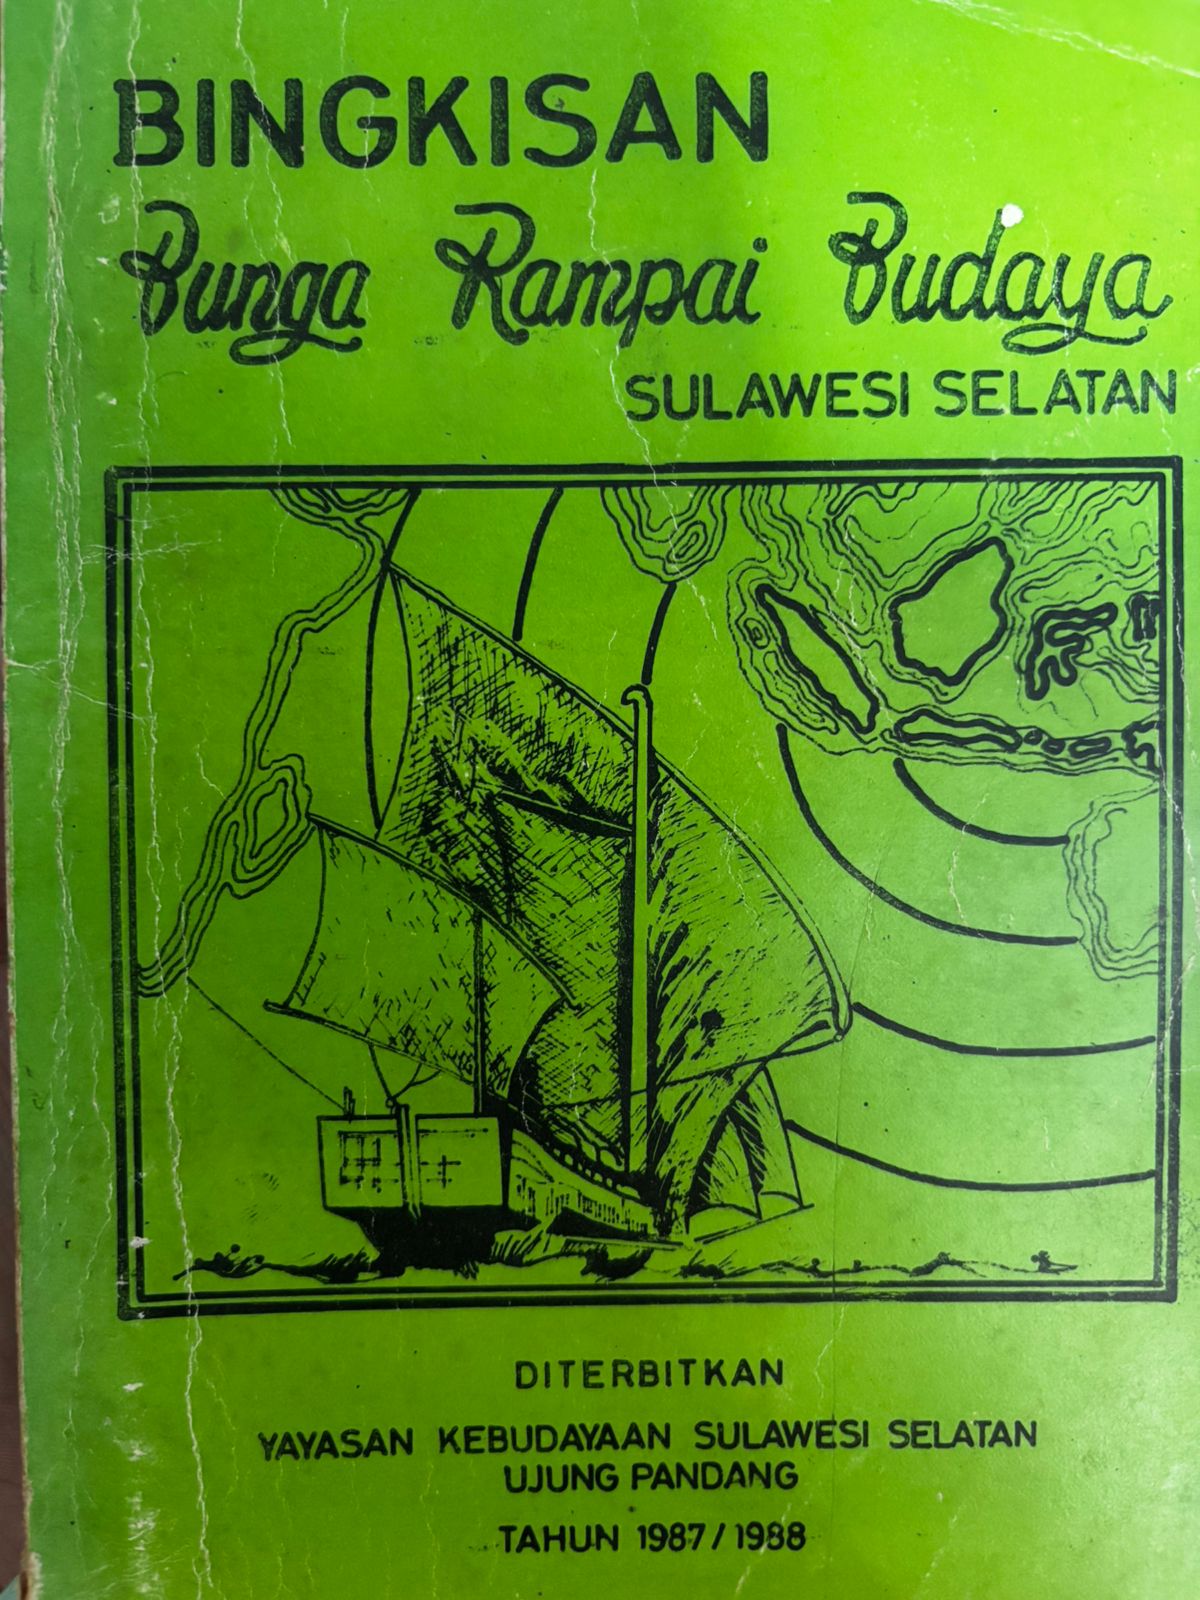 BINGKISAN
Bunga Rampai Budaya
SULAWESI SELATAN
DITERBITKAN
YAYASAN KEBUDAYAAN SULAWESI SELATAN
UJUNG PANDANG
TAHUN 1987/1988